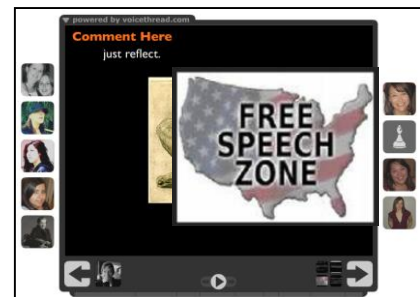 powered by voicethread.com
Comment Here
just reflect.
FREE
SPEECH
ZONE